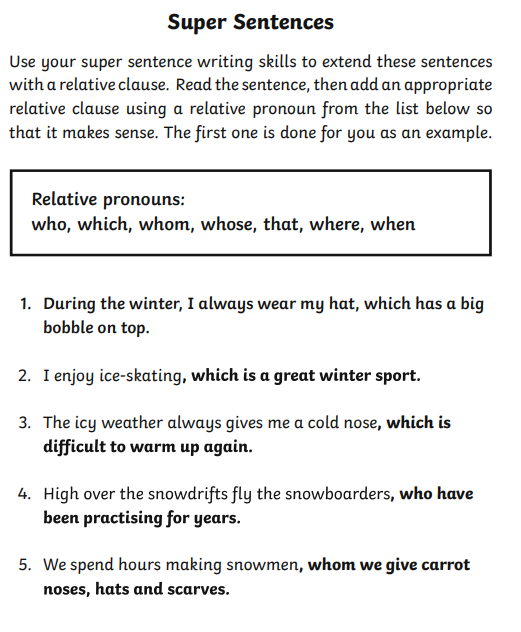 Super Sentences
Use your super sentence writing skills to extend these sentences
with a relative clause. Read the sentence, then add an appropriate
relative clause using a relative pronoun from the list below so
that it makes sense. The first one is done for you as an example.
Relative pronouns:
who, which, whom, whose, that, where, when
1. During the winter, I always wear my hat, which has a big
bobble on top.
2. I enjoy ice-skating, which is a great winter sport.
3. The icy weather always gives me a cold nose, which is
difficult to warm up again.
4. High over the snowdrifts fly the snowboarders, who have
been practising for years.
5. We spend hours making snowmen, whom we give carrot
noses, hats and scarves.